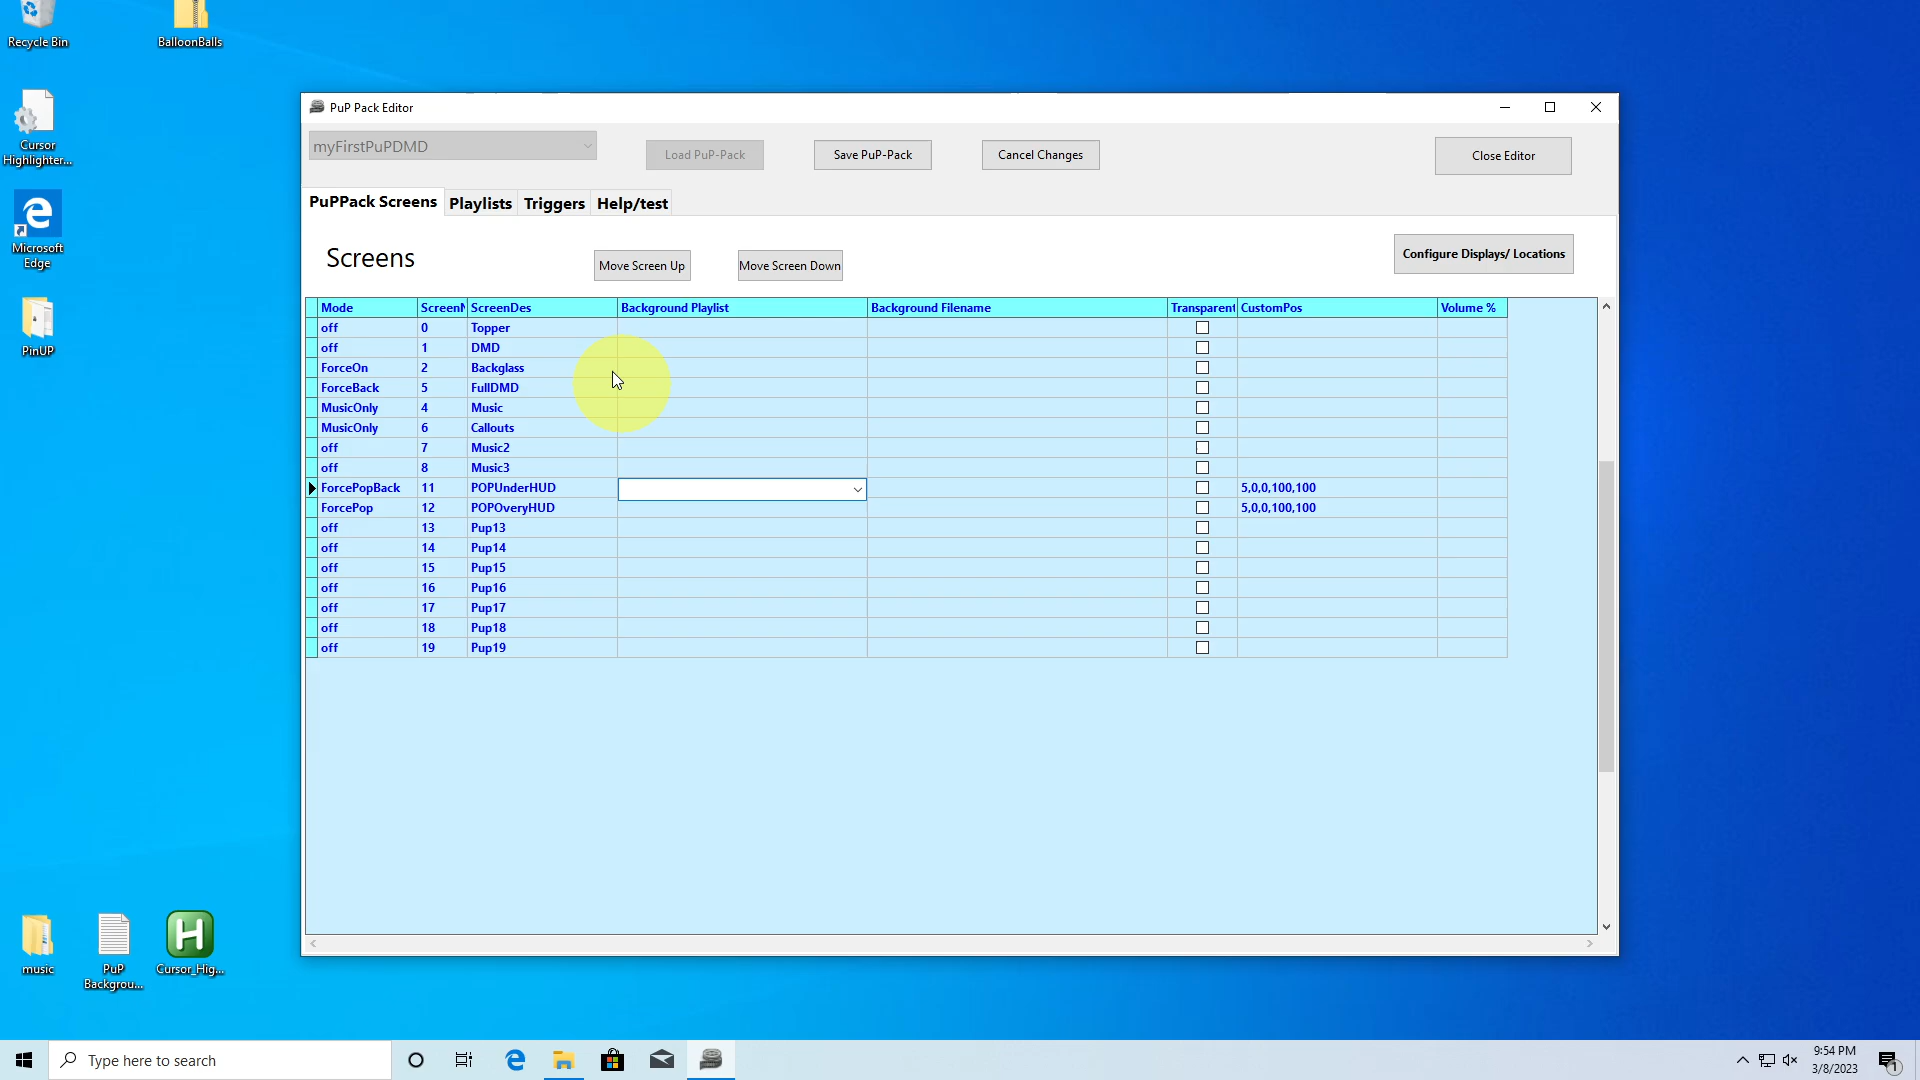 Recycle Bin
BalloonBalls
Cursor
Highlighter...
Microsoft
Edge
PinUP
music
PuP
Backgrou...
Cursor_Hig...
PuP Pack Editor
myFirstPuPDMD
Load PuP-Pack
Save PuP-Pack
Cancel Changes
Close Editor
PuPPack Screens
Playlists
Triggers
Help/test
Screens
Move Screen Up
Move Screen Down
Configure Displays/ Locations
Mode ScreenN ScreenDes Background Playlist Background Filename Transparent CustomPos Volume %
off 0 Topper
off 1 DMD
ForceOn 2 Backglass
ForceBack 5 FullDMD
MusicOnly 4 Music
MusicOnly 6 Callouts
off 7 Music2
off 8 Music3
ForcePopBack 11 POPUnderHUD 5,0,0,100,100
ForcePop 12 POPOveryHUD 5,0,0,100,100
off 13 Pup13
off 14 Pup14
off 15 Pup15
off 16 Pup16
off 17 Pup17
off 18 Pup18
off 19 Pup19
Type here to search
9:54 PM
3/8/2023
1